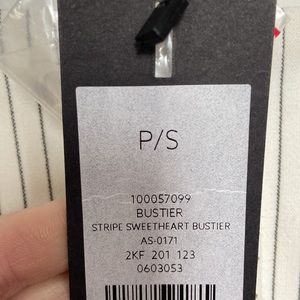 P/S
100057099
BUSTIER
STRIPE SWEETHEART BUSTIER
AS-0171
2KF 201 123
0603053